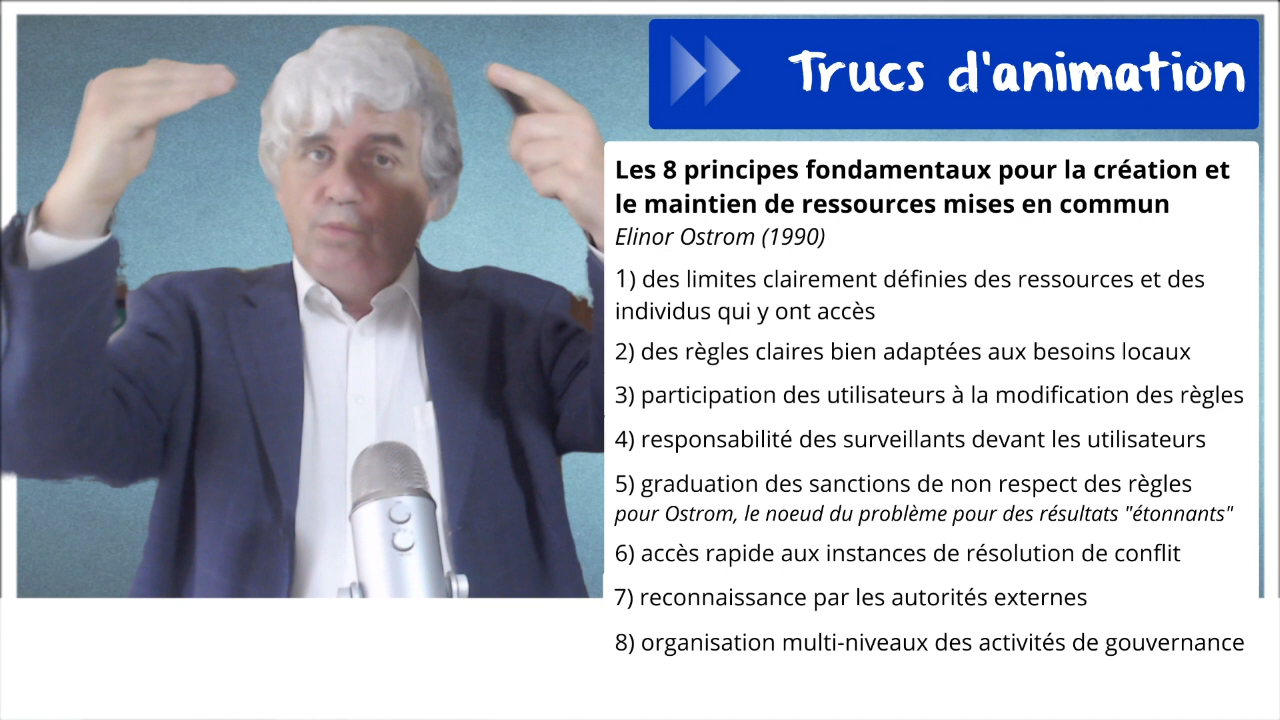 Trucs d'animation
Les 8 principes fondamentaux pour la création et
le maintien de ressources mises en commun
Elinor Ostrom (1990)
1) des limites clairement définies des ressources et des
individus qui y ont accès
2) des règles claires bien adaptées aux besoins locaux
3) participation des utilisateurs à la modification des règles
4) responsabilité des surveillants devant les utilisateurs
5) graduation des sanctions de non respect des règles
pour Ostrom, le noeud du problème pour des résultats "étonnants"
6) accès rapide aux instances de résolution de conflit
7) reconnaissance par les autorités externes
8) organisation multi-niveaux des activités de gouvernance